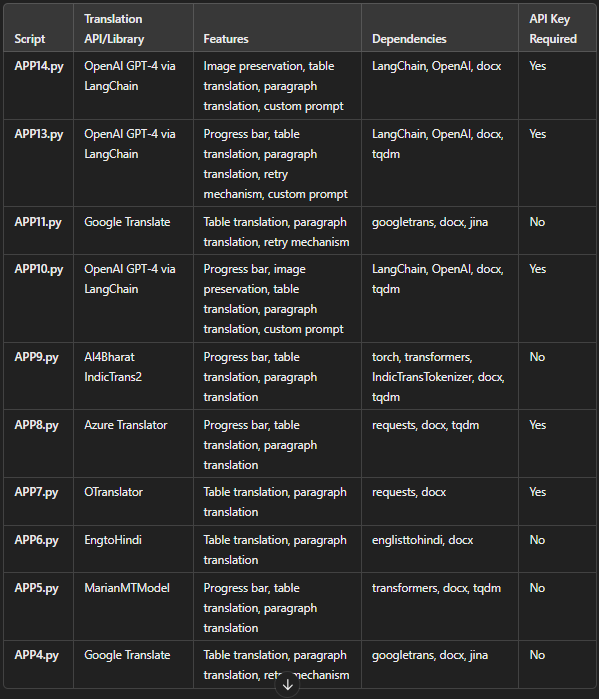 Script Translation API/Library Features Dependencies API Key Required
APP14.py OpenAI GPT-4 via LangChain Image preservation, table translation, paragraph translation, custom prompt LangChain, OpenAI, docx Yes
APP13.py OpenAI GPT-4 via LangChain Progress bar, table translation, paragraph translation, retry mechanism, custom prompt LangChain, OpenAI, docx, tqdm Yes
APP11.py Google Translate Table translation, paragraph translation, retry mechanism googletrans, docx, jina No
APP10.py OpenAI GPT-4 via LangChain Progress bar, image preservation, table translation, paragraph translation, custom prompt LangChain, OpenAI, docx, tqdm Yes
APP9.py AI4Bharat IndicTrans2 Progress bar, table translation, paragraph translation torch, transformers, IndicTransTokenizer, docx, tqdm No
APP8.py Azure Translator Progress bar, table translation, paragraph translation requests, docx, tqdm Yes
APP7.py OTranslator Table translation, paragraph translation requests, docx Yes
APP6.py EngtoHindi Table translation, paragraph translation englisttohindi, docx No
APP5.py MarianMTModel Progress bar, table translation, paragraph translation transformers, docx, tqdm No
APP4.py Google Translate Table translation, paragraph translation, retry mechanism googletrans, docx, jina No